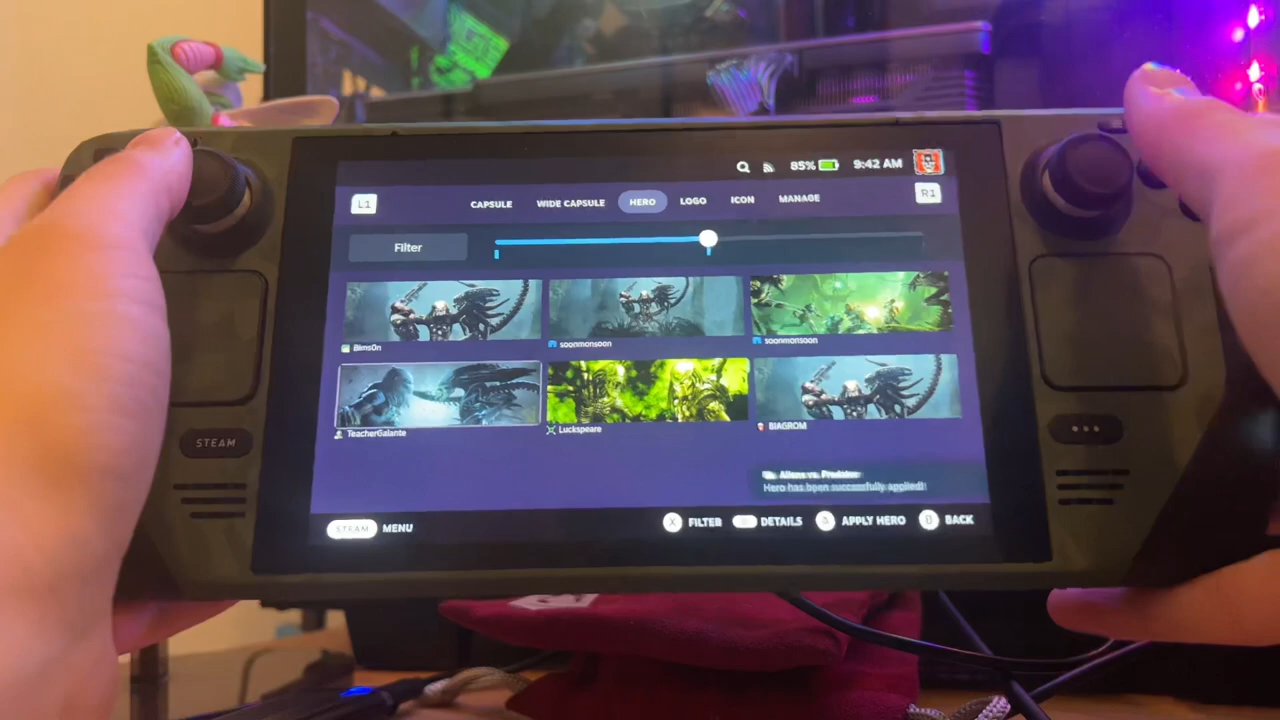 85% 9:42 AM
L1 CAPSULE WIDE CAPSULE HERO LOGO ICON MANAGE R1
Filter
BimsOn soonmonsoon soonmonsoon
TeacherGalante Luckspeare BIAGROM
Aliens vs. Predator
Hero has been successfully applied!
STEAM MENU X FILTER DETAILS A APPLY HERO B BACK
STEAM